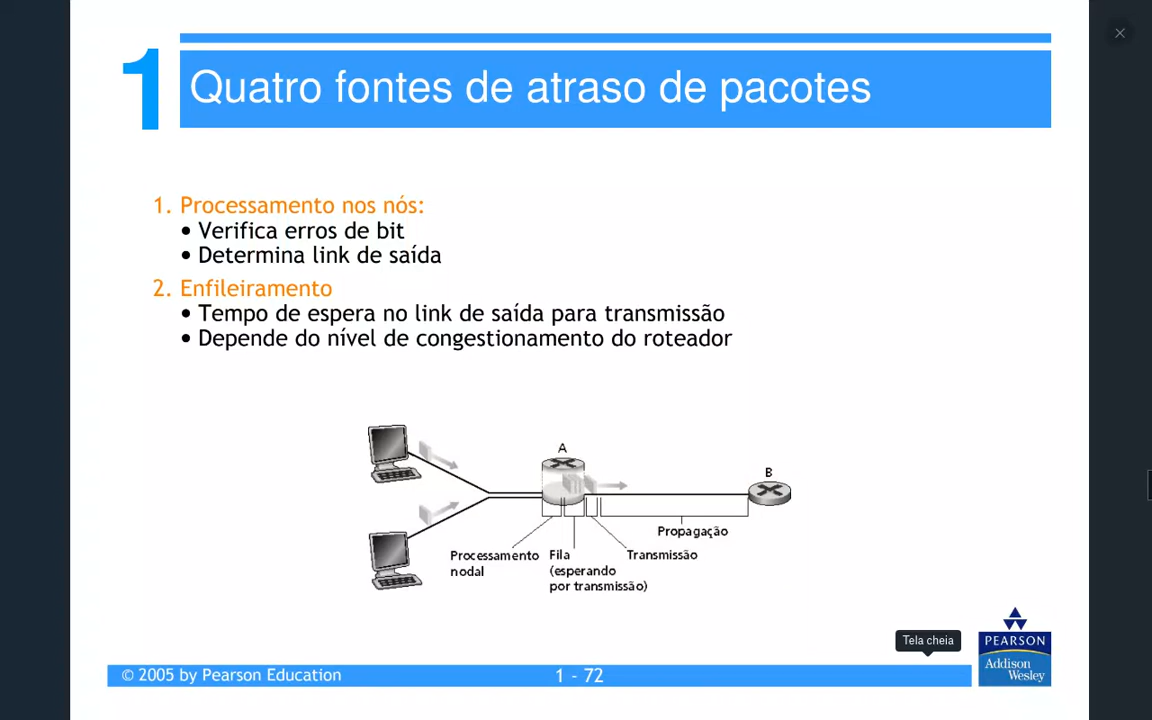 1
Quatro fontes de atraso de pacotes
1. Processamento nos nós:
• Verifica erros de bit
• Determina link de saída
2. Enfileiramento
• Tempo de espera no link de saída para transmissão
• Depende do nível de congestionamento do roteador
A
B
Propagação
Processamento
nodal
Fila
(esperando
por transmissão)
Transmissão
Tela cheia
PEARSON
Addison
Wesley
© 2005 by Pearson Education
1 - 72